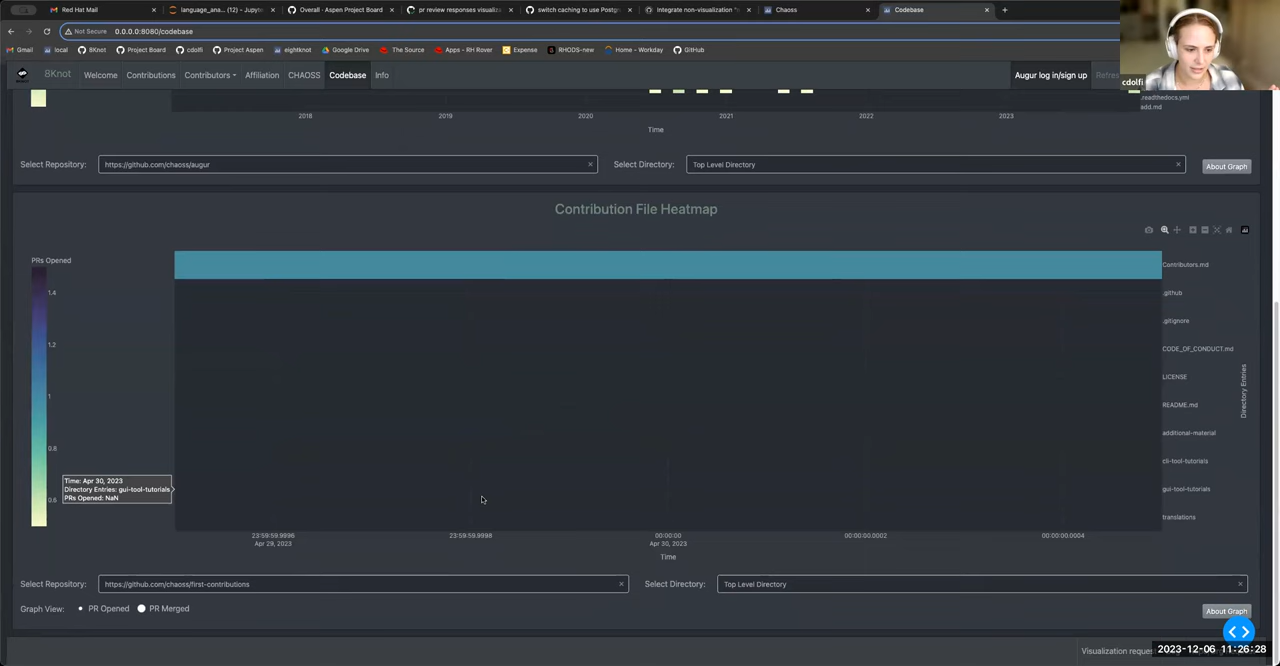 Red Hat Mail
language_ana... (12) - Jupyte
Overall - Aspen Project Board
pr review responses visualiz
switch caching to use Postgr
Integrate non-visualization "s
Chaoss
Codebase
Not Secure 0.0.0.0:8080/codebase
Gmail
local
8Knot
Project Board
cdolfi
Project Aspen
eightknot
Google Drive
The Source
Apps - RH Rover
Expense
RHODS-new
Home - Workday
GitHub
cdolfi
8Knot
Welcome
Contributions
Contributors
Affiliation
CHAOSS
Codebase
Info
Augur log in/sign up
Refres
.readthedocs.yml
add.md
2018
2019
2020
2021
2022
2023
Time
Select Repository:
https://github.com/chaoss/augur
Select Directory:
Top Level Directory
About Graph
Contribution File Heatmap
PRs Opened
1.4
1.2
1
0.8
0.6
Contributors.md
.github
.gitignore
CODE_OF_CONDUCT.md
LICENSE
README.md
additional-material
cli-tool-tutorials
gui-tool-tutorials
translations
Directory Entries
Time: Apr 30, 2023
Directory Entries: gui-tool-tutorials
PRs Opened: NaN
23:59:59.9996
Apr 29, 2023
23:59:59.9998
00:00:00
Apr 30, 2023
00:00:00.0002
00:00:00.0004
Time
Select Repository:
https://github.com/chaoss/first-contributions
Select Directory:
Top Level Directory
Graph View:
PR Opened
PR Merged
About Graph
Visualization reque
2023-12-06 11:26:28